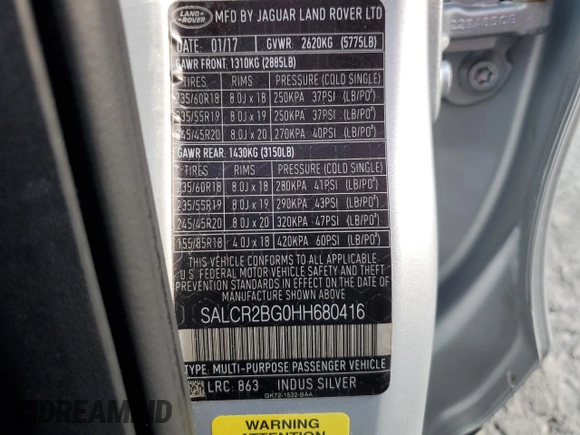 LAND ROVER
MFD BY JAGUAR LAND ROVER LTD
DATE: 01/17 GVWR: 2620KG (5775LB)
GAWR FRONT: 1310KG (2885LB)
TIRES RIMS PRESSURE (COLD SINGLE)
235/60R18 8.0J x 18 250KPA 37PSI (LB/PO²)
235/55R19 8.0J x 19 250KPA 37PSI (LB/PO²)
245/45R20 8.0J x 20 270KPA 40PSI (LB/PO²)
GAWR REAR: 1430KG (3150LB)
TIRES RIMS PRESSURE (COLD SINGLE)
235/60R18 8.0J x 18 280KPA 41PSI (LB/PO²)
235/55R19 8.0J x 19 290KPA 43PSI (LB/PO²)
245/45R20 8.0J x 20 320KPA 47PSI (LB/PO²)
155/85R18 4.0J x 18 420KPA 60PSI (LB/PO²)
THIS VEHICLE CONFORMS TO ALL APPLICABLE
U.S. FEDERAL MOTOR VEHICLE SAFETY AND THEFT
PREVENTION STANDARDS IN EFFECT ON THE DATE
OF MANUFACTURE SHOWN ABOVE.
SALCR2BG0HH680416
TYPE: MULTI-PURPOSE PASSENGER VEHICLE
LRC: 863 INDUS SILVER
GK72-1532-BAA
WARNING
ATTENTION